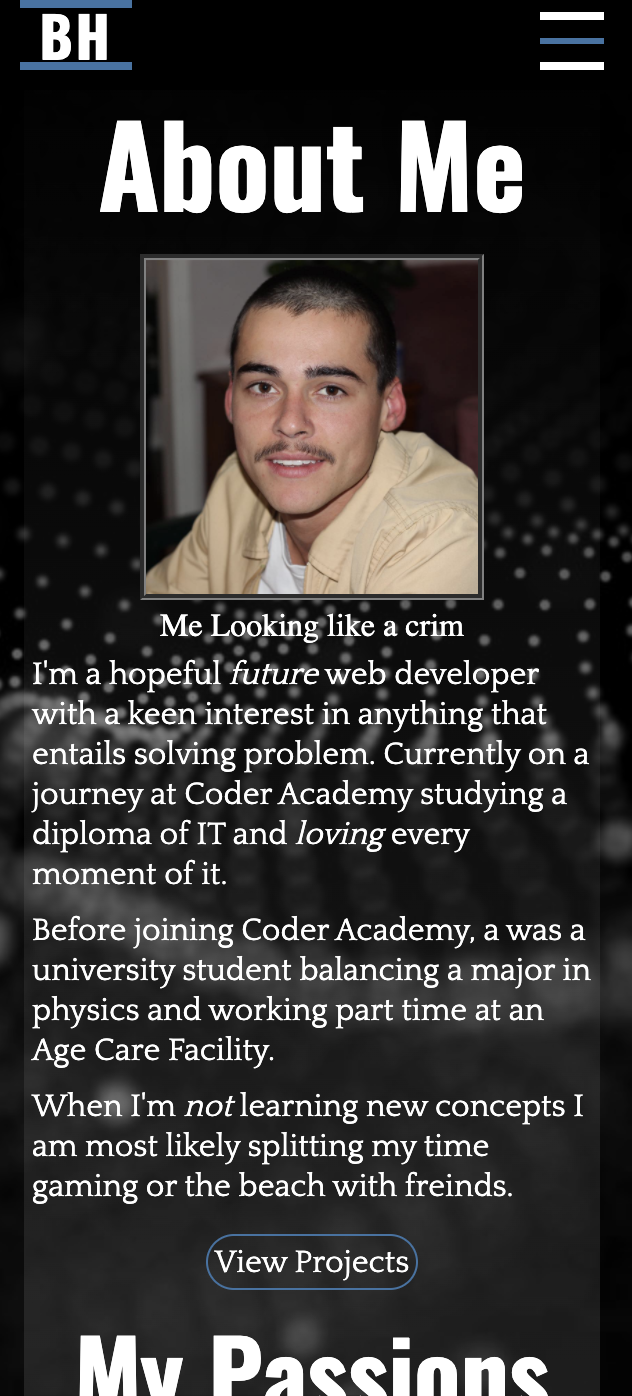 BH
About Me
Me Looking like a crim
I'm a hopeful future web developer
with a keen interest in anything that
entails solving problem. Currently on a
journey at Coder Academy studying a
diploma of IT and loving every
moment of it.
Before joining Coder Academy, a was a
university student balancing a major in
physics and working part time at an
Age Care Facility.
When I'm not learning new concepts I
am most likely splitting my time
gaming or the beach with freinds.
View Projects
My Passions